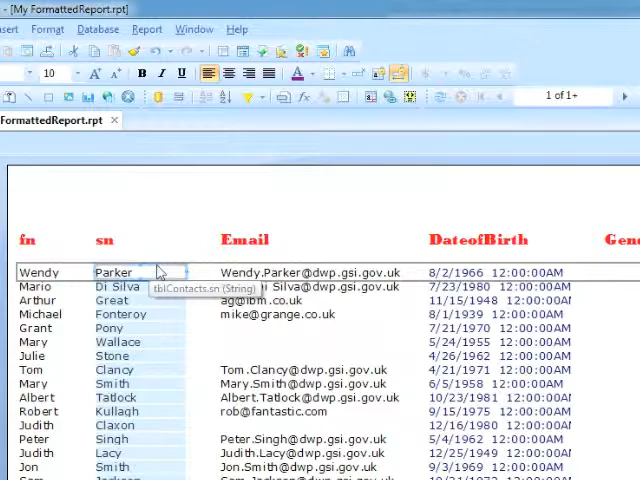 - [My FormattedReport.rpt]
nsert Format Database Report Window Help
10 B I U A
1 of 1+
FormattedReport.rpt
fn sn Email DateofBirth Gen
Wendy Parker Wendy.Parker@dwp.gsi.gov.uk 8/2/1966 12:00:00AM
Mario Di Silva Di Silva@dwp.gsi.gov.uk 7/23/1980 12:00:00AM
tblContacts.sn (String)
Arthur Great ag@ibm.co.uk 11/15/1948 12:00:00AM
Michael Fonteroy mike@grange.co.uk 8/1/1939 12:00:00AM
Grant Pony 7/21/1970 12:00:00AM
Mary Wallace 5/24/1955 12:00:00AM
Julie Stone 4/26/1962 12:00:00AM
Tom Clancy Tom.Clancy@dwp.gsi.gov.uk 4/21/1971 12:00:00AM
Mary Smith Mary.Smith@dwp.gsi.gov.uk 6/5/1958 12:00:00AM
Albert Tatlock Albert.Tatlock@dwp.gsi.gov.uk 10/23/1981 12:00:00AM
Robert Kullagh rob@fantastic.com 9/15/1975 12:00:00AM
Judith Claxon 12/16/1980 12:00:00AM
Peter Singh Peter.Singh@dwp.gsi.gov.uk 5/4/1962 12:00:00AM
Judith Lacy Judith.Lacy@dwp.gsi.gov.uk 12/25/1949 12:00:00AM
Jon Smith Jon.Smith@dwp.gsi.gov.uk 9/3/1969 12:00:00AM